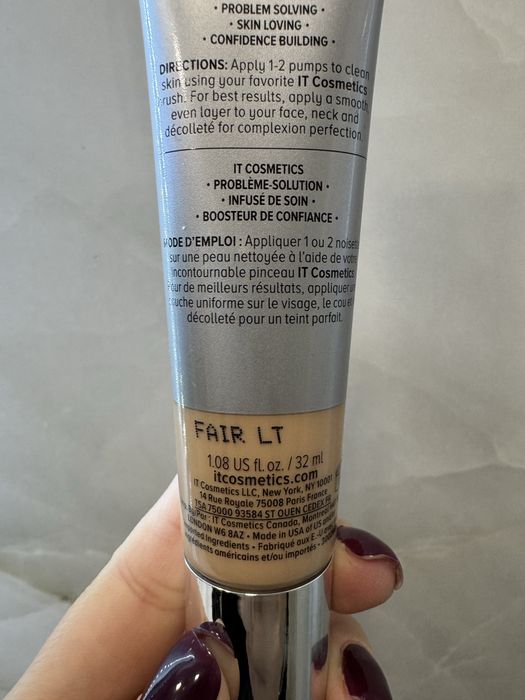 • PROBLEM SOLVING •
• SKIN LOVING •
• CONFIDENCE BUILDING •
DIRECTIONS: Apply 1-2 pumps to clean
skin using your favorite IT Cosmetics
brush. For best results, apply a smooth,
even layer to your face, neck and
décolleté for complexion perfection.
IT COSMETICS
• PROBLÈME-SOLUTION •
• INFUSÉ DE SOIN •
• BOOSTEUR DE CONFIANCE •
MODE D'EMPLOI : Appliquer 1 ou 2 noisettes
sur une peau nettoyée à l'aide de votre
incontournable pinceau IT Cosmetics
Pour de meilleurs résultats, appliquer une
couche uniforme sur le visage, le cou et
décolleté pour un teint parfait.
FAIR LT
1.08 US fl. oz. / 32 ml
itcosmetics.com
IT Cosmetics LLC, New York, NY 10001
14 Rue Royale 75008 Paris France
TSA 75000 93584 ST OUEN CEDEX FR
IT Cosmetics Canada, Montreal
LONDON W6 8AZ • Made in USA of US and/or
Ingredients • Fabriqué aux É.-U.
ingrédients américains et/ou importés •